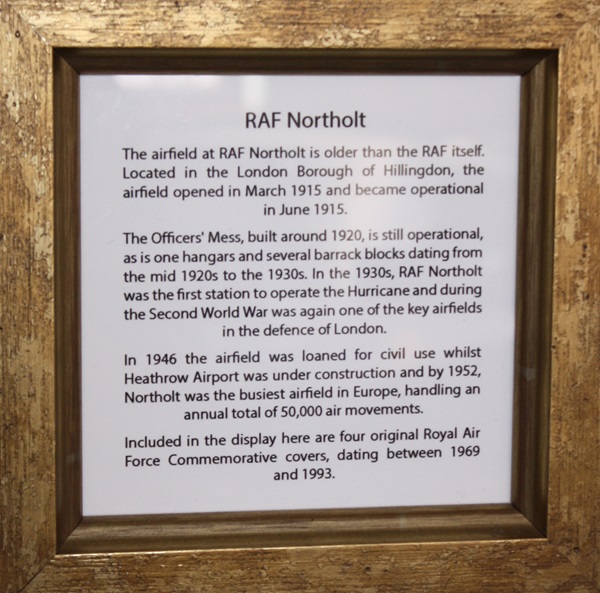 RAF Northolt
The airfield at RAF Northolt is older than the RAF itself.
Located in the London Borough of Hillingdon, the
airfield opened in March 1915 and became operational
in June 1915.
The Officers' Mess, built around 1920, is still operational,
as is one hangars and several barrack blocks dating from
the mid 1920s to the 1930s. In the 1930s, RAF Northolt
was the first station to operate the Hurricane and during
the Second World War was again one of the key airfields
in the defence of London.
In 1946 the airfield was loaned for civil use whilst
Heathrow Airport was under construction and by 1952,
Northolt was the busiest airfield in Europe, handling an
annual total of 50,000 air movements.
Included in the display here are four original Royal Air
Force Commemorative covers, dating between 1969
and 1993.